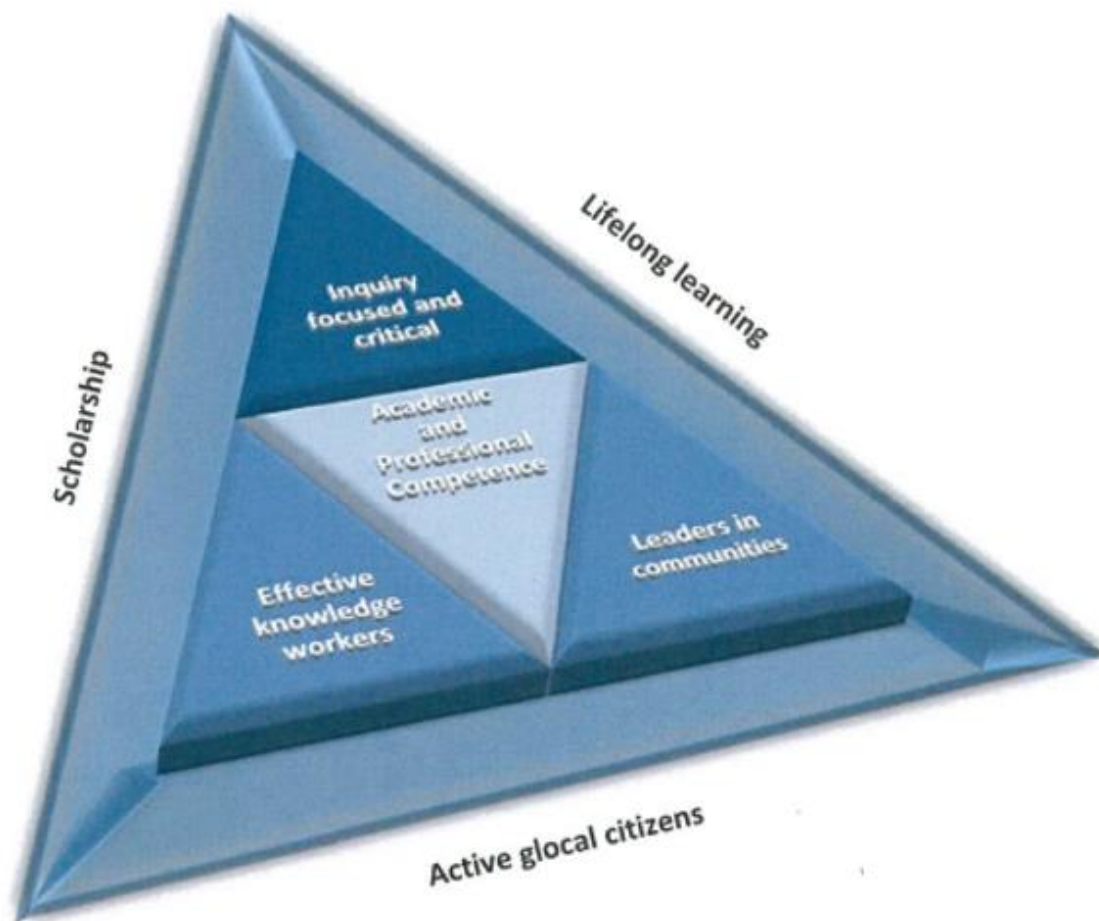 Scholarship
Lifelong learning
Inquiry
focused and
critical
Academic
and
Professional
Competence
Effective
knowledge
workers
Leaders in
communities
Active glocal citizens